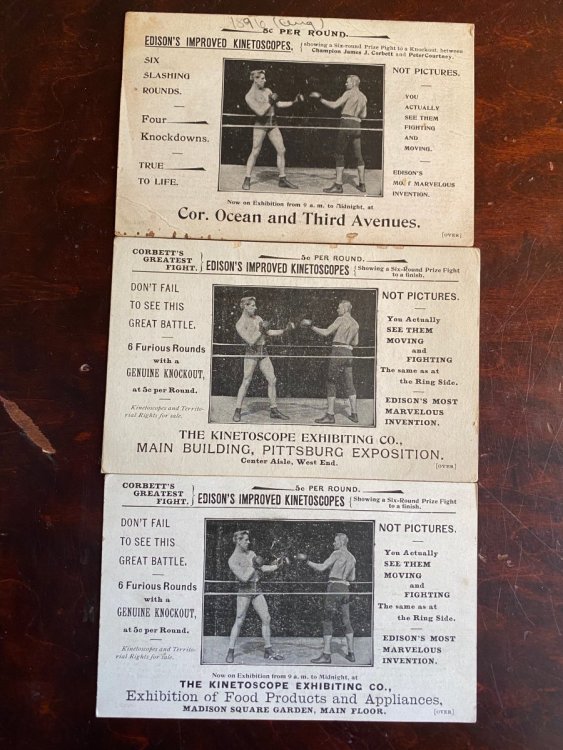 1896 (Aug)
5c PER ROUND.
EDISON'S IMPROVED KINETOSCOPES. { showing a Six-round Prize Fight to a Knockout, between
Champion James J. Corbett and Peter Courtney.
SIX
SLASHING
ROUNDS.
Four
Knockdowns.
TRUE
TO LIFE.
NOT PICTURES.
YOU
ACTUALLY
SEE THEM
FIGHTING
AND
MOVING.
EDISON'S
MOST MARVELOUS
INVENTION.
Now on Exhibition from 9 a. m. to Midnight, at
Cor. Ocean and Third Avenues.
[OVER]
CORBETT'S
GREATEST
FIGHT.
5c PER ROUND.
EDISON'S IMPROVED KINETOSCOPES
Showing a Six-Round Prize Fight
to a finish.
DON'T FAIL
TO SEE THIS
GREAT BATTLE.
6 Furious Rounds
with a
GENUINE KNOCKOUT,
at 5c per Round.
Kinetoscopes and Territo-
rial Rights for sale.
NOT PICTURES.
You Actually
SEE THEM
MOVING
and
FIGHTING
The same as at
the Ring Side.
EDISON'S MOST
MARVELOUS
INVENTION.
THE KINETOSCOPE EXHIBITING CO.,
MAIN BUILDING, PITTSBURG EXPOSITION.
Center Aisle, West End.
[OVER]
CORBETT'S
GREATEST
FIGHT.
5c PER ROUND.
EDISON'S IMPROVED KINETOSCOPES
Showing a Six-Round Prize Fight
to a finish.
DON'T FAIL
TO SEE THIS
GREAT BATTLE.
6 Furious Rounds
with a
GENUINE KNOCKOUT,
at 5c per Round.
Kinetoscopes and Territo-
rial Rights for sale.
NOT PICTURES.
You Actually
SEE THEM
MOVING
and
FIGHTING
The same as at
the Ring Side.
EDISON'S MOST
MARVELOUS
INVENTION.
Now on Exhibition from 9 a. m. to Midnight, at
THE KINETOSCOPE EXHIBITING CO.,
Exhibition of Food Products and Appliances,
MADISON SQUARE GARDEN, MAIN FLOOR.
[OVER]